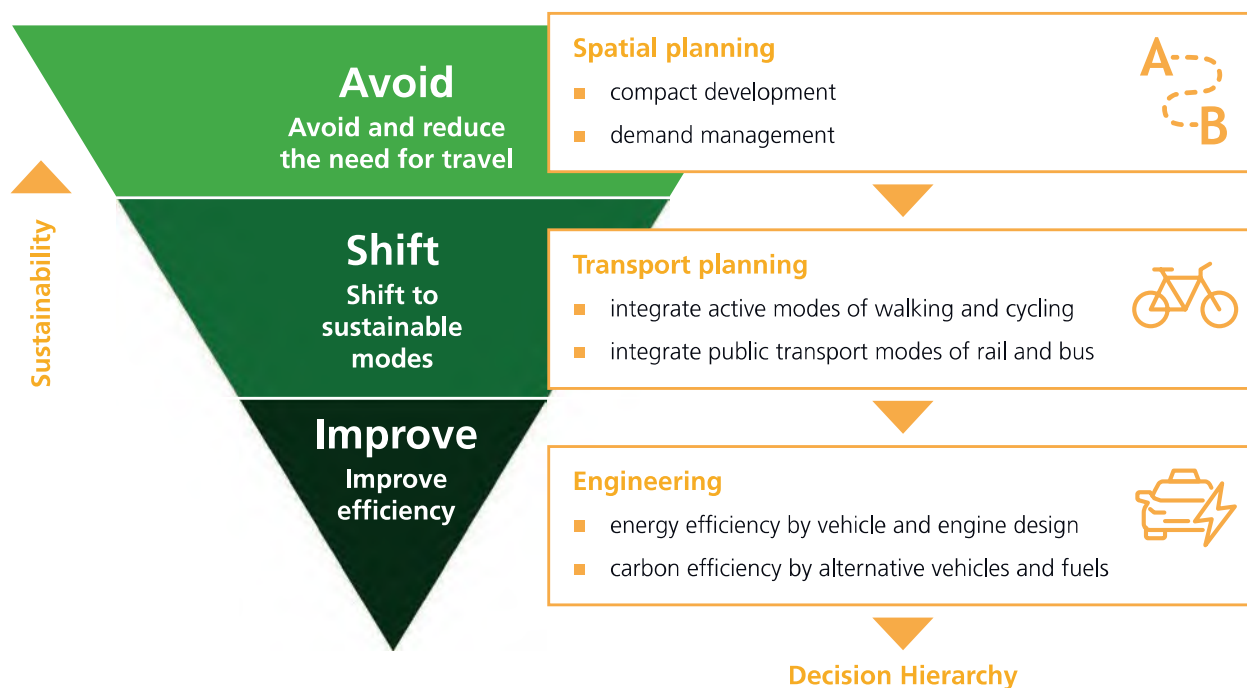 Avoid
Avoid and reduce
the need for travel
Spatial planning
compact development
demand management
A
B
Sustainability
Shift
Shift to
sustainable
modes
Transport planning
integrate active modes of walking and cycling
integrate public transport modes of rail and bus
Improve
Improve
efficiency
Engineering
energy efficiency by vehicle and engine design
carbon efficiency by alternative vehicles and fuels
Decision Hierarchy